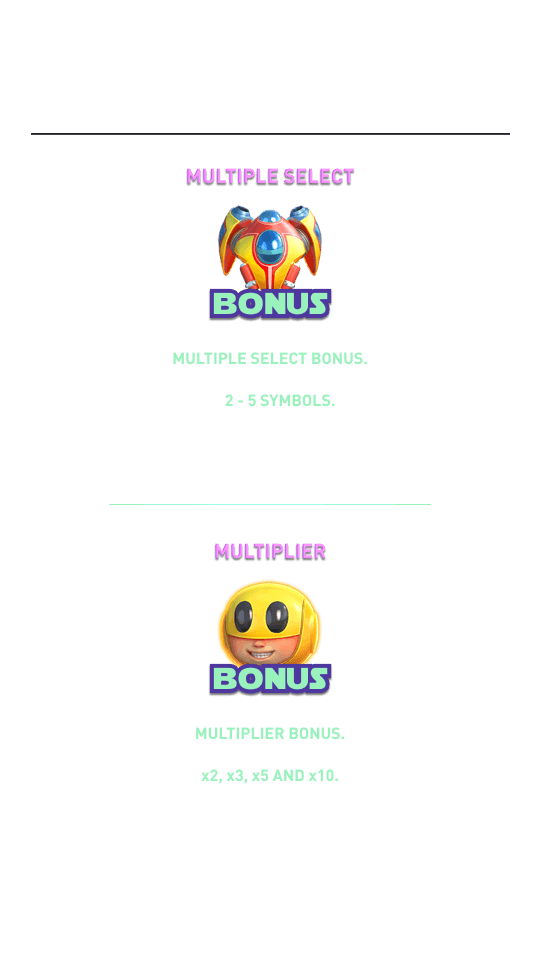 MULTIPLE SELECT
BONUS
MULTIPLE SELECT BONUS.
2 - 5 SYMBOLS.
MULTIPLIER
BONUS
MULTIPLIER BONUS.
x2, x3, x5 AND x10.